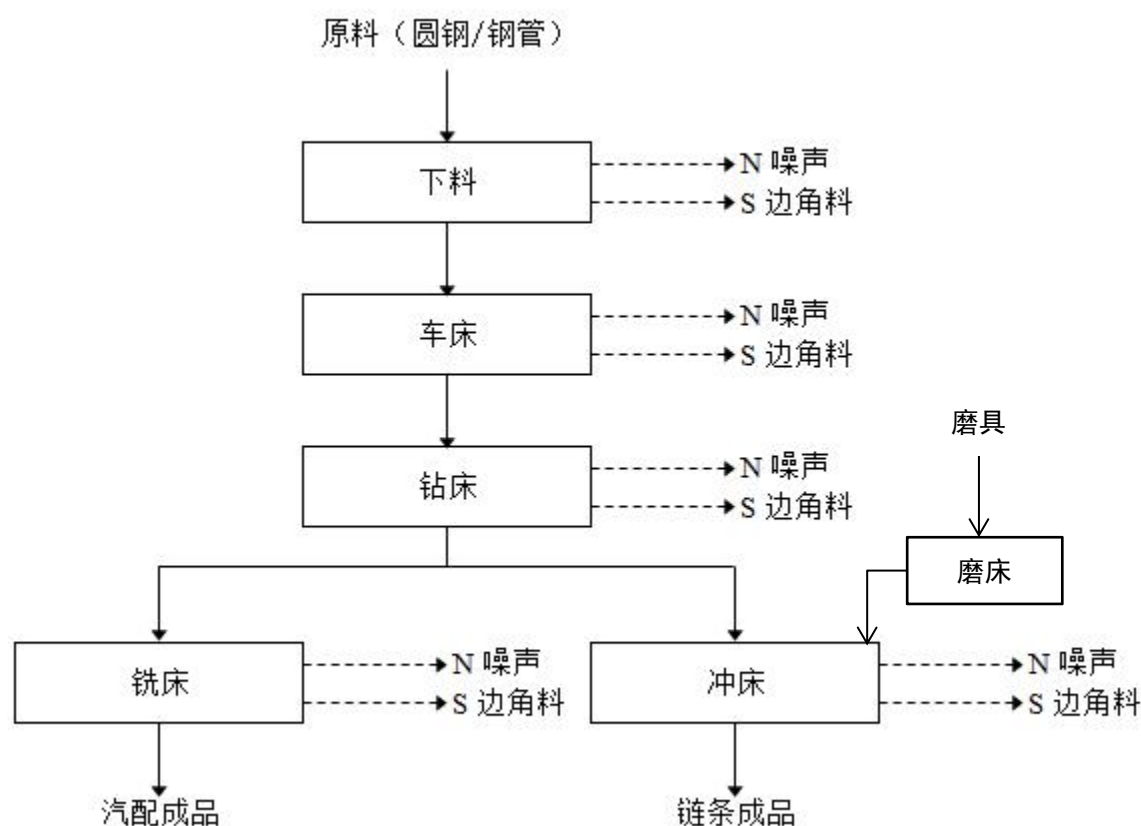 原料（圆钢/钢管）
下料
N 噪声
S 边角料
车床
N 噪声
S 边角料
钻床
N 噪声
S 边角料
磨具
磨床
铣床
N 噪声
S 边角料
冲床
N 噪声
S 边角料
汽配成品
链条成品